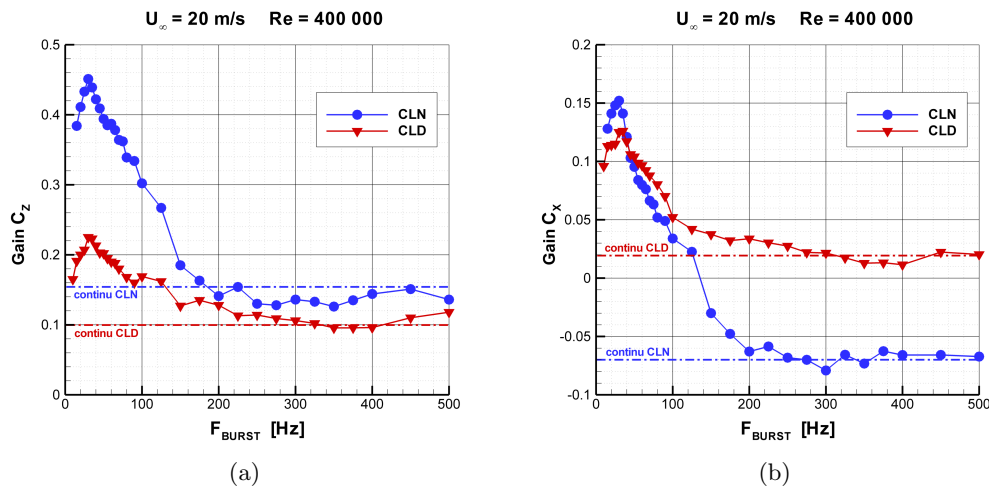 U∞ = 20 m/s Re = 400 000
Gain CZ
0.5
0.4
0.3
0.2
0.1
0
CLN
CLD
continu CLN
continu CLD
0 100 200 300 400 500
FBURST [Hz]
(a)
U∞ = 20 m/s Re = 400 000
Gain CX
0.2
0.15
0.1
0.05
0
-0.05
-0.1
CLN
CLD
continu CLD
continu CLN
0 100 200 300 400 500
FBURST [Hz]
(b)